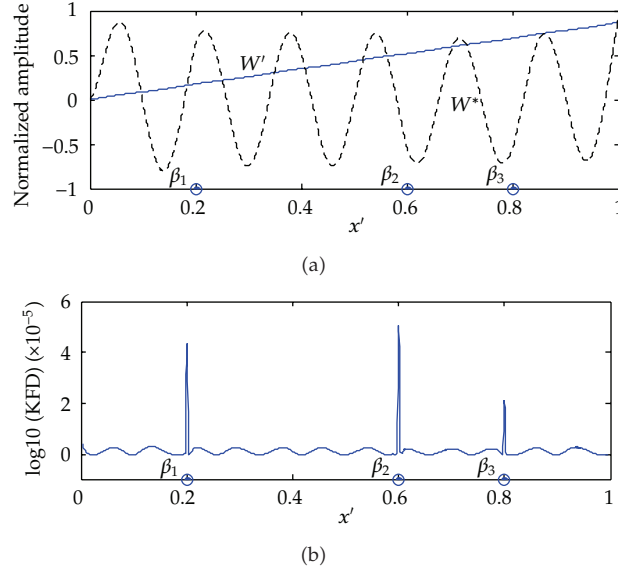 Normalized amplitude
1
0.5
0
−0.5
−1
W′
W*
β1
β2
β3
0
0.2
0.4
0.6
0.8
1
x′
(a)
log10 (KFD) (×10−5)
6
4
2
0
β1
β2
β3
0
0.2
0.4
0.6
0.8
1
x′
(b)